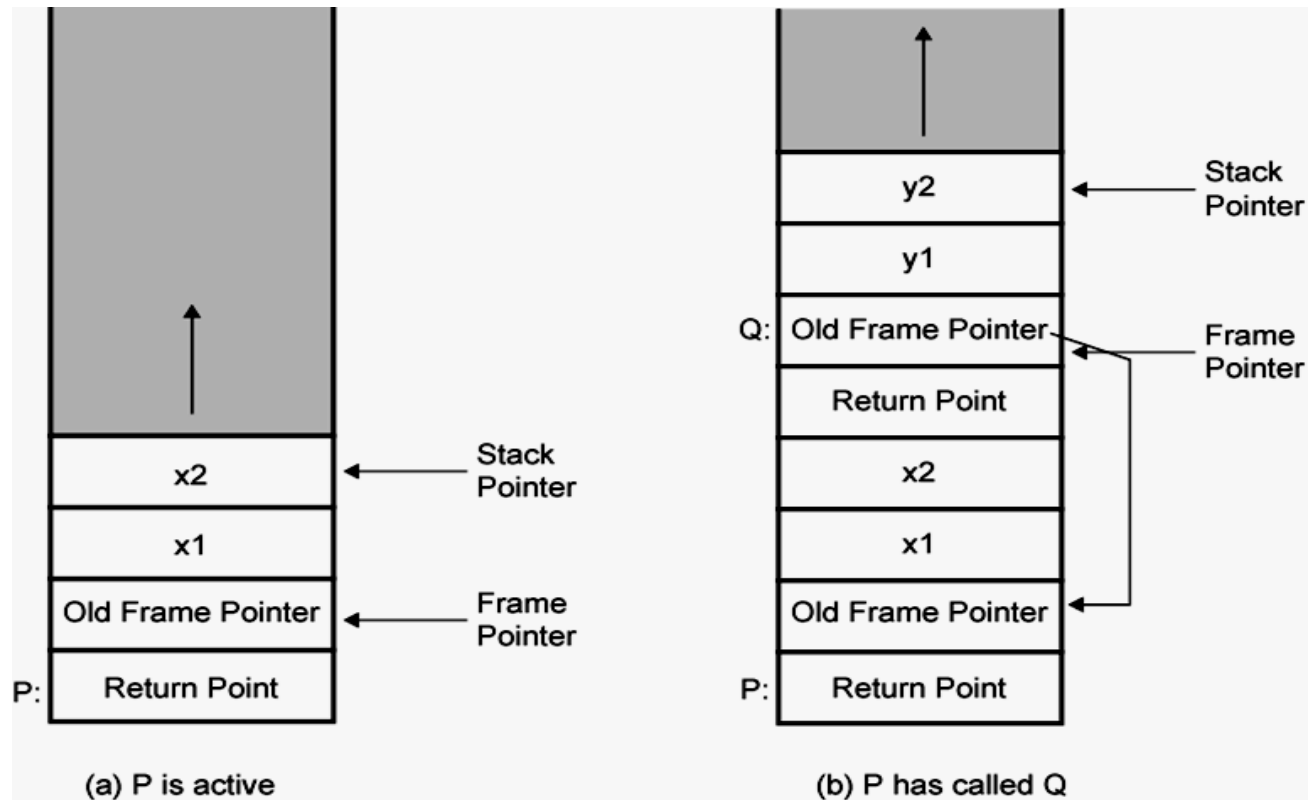 x2
x1
Old Frame Pointer
P: Return Point
Stack
Pointer
Frame
Pointer
(a) P is active
y2
y1
Q: Old Frame Pointer
Return Point
x2
x1
Old Frame Pointer
P: Return Point
Stack
Pointer
Frame
Pointer
(b) P has called Q